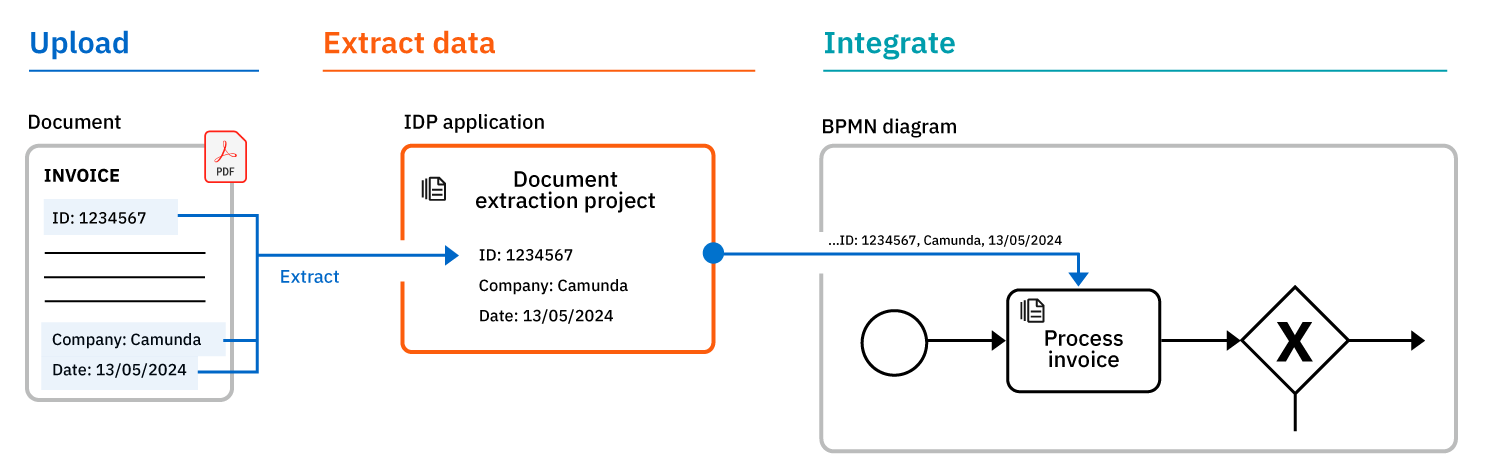 Upload
Extract data
Integrate
Document
PDF
INVOICE
ID: 1234567
Company: Camunda
Date: 13/05/2024
Extract
IDP application
Document
extraction project
ID: 1234567
Company: Camunda
Date: 13/05/2024
BPMN diagram
...ID: 1234567, Camunda, 13/05/2024
Process
invoice
X